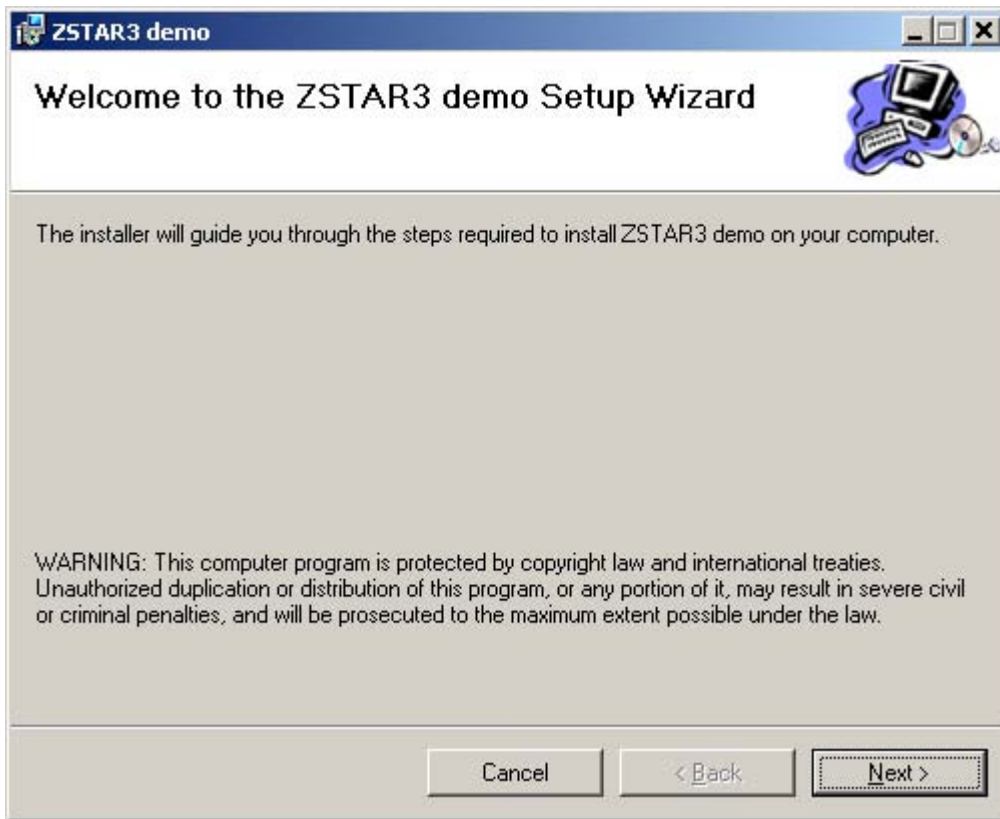 ZSTAR3 demo
Welcome to the ZSTAR3 demo Setup Wizard
The installer will guide you through the steps required to install ZSTAR3 demo on your computer.
WARNING: This computer program is protected by copyright law and international treaties.
Unauthorized duplication or distribution of this program, or any portion of it, may result in severe civil
or criminal penalties, and will be prosecuted to the maximum extent possible under the law.
Cancel
< Back
Next >